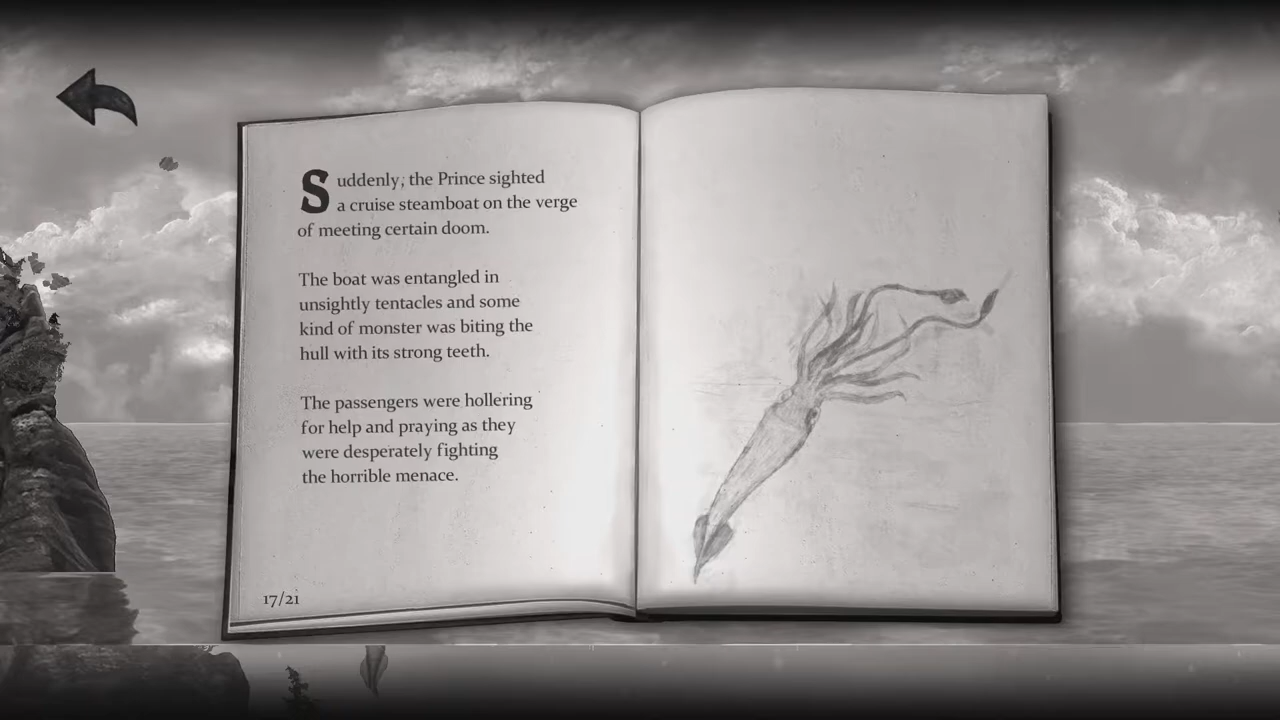 Suddenly, the Prince sighted
a cruise steamboat on the verge
of meeting certain doom.
The boat was entangled in
unsightly tentacles and some
kind of monster was biting the
hull with its strong teeth.
The passengers were hollering
for help and praying as they
were desperately fighting
the horrible menace.
17/21